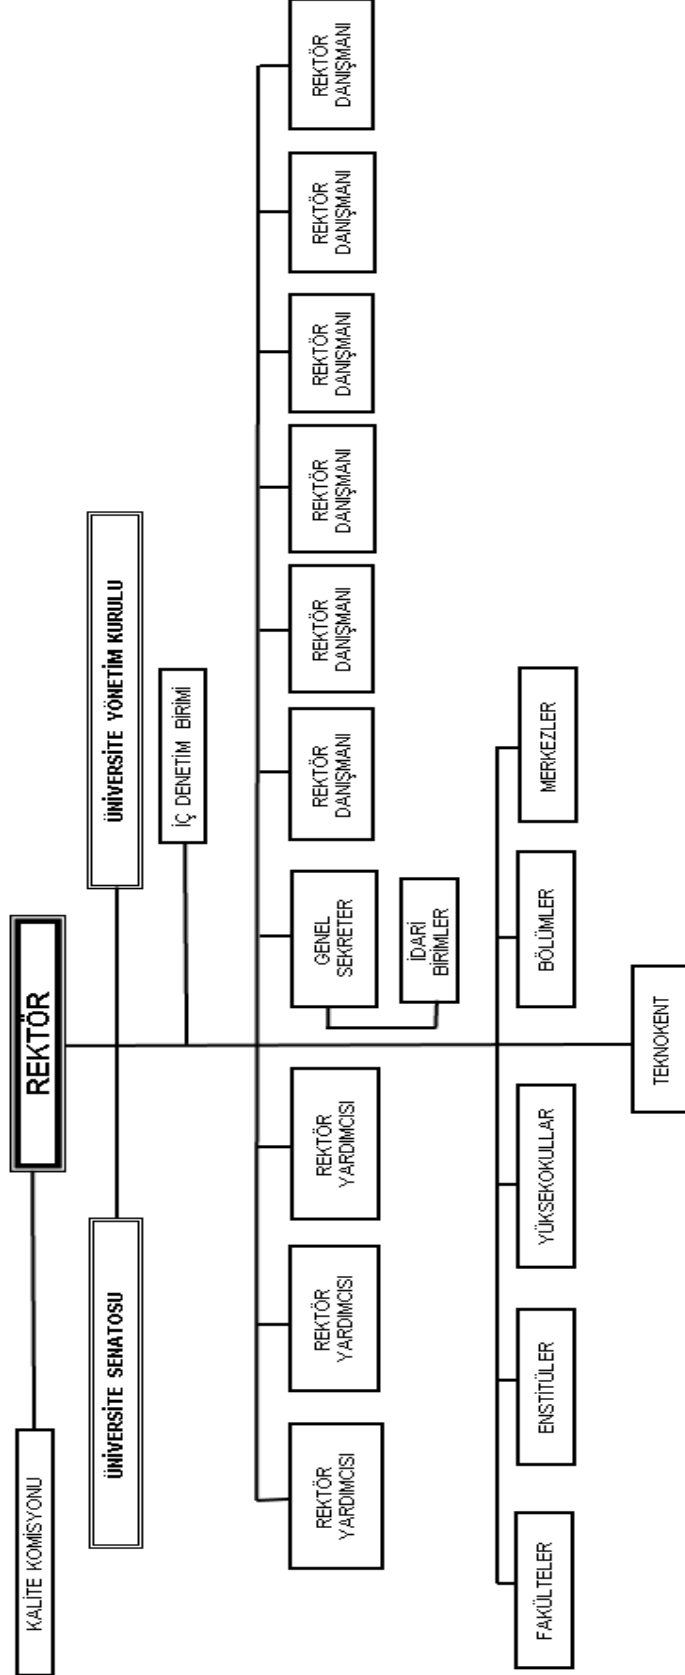 KALİTE KOMİSYONU
REKTÖR
ÜNİVERSİTE SENATOSU
ÜNİVERSİTE YÖNETİM KURULU
İÇ DENETİM BİRİMİ
REKTÖR
YARDIMCISI
REKTÖR
YARDIMCISI
REKTÖR
YARDIMCISI
GENEL
SEKRETER
REKTÖR
DANIŞMANI
REKTÖR
DANIŞMANI
REKTÖR
DANIŞMANI
REKTÖR
DANIŞMANI
REKTÖR
DANIŞMANI
REKTÖR
DANIŞMANI
İDARİ
BİRİMLER
FAKÜLTELER
ENSTİTÜLER
YÜKSEKOKULLAR
BÖLÜMLER
MERKEZLER
TEKNOKENT